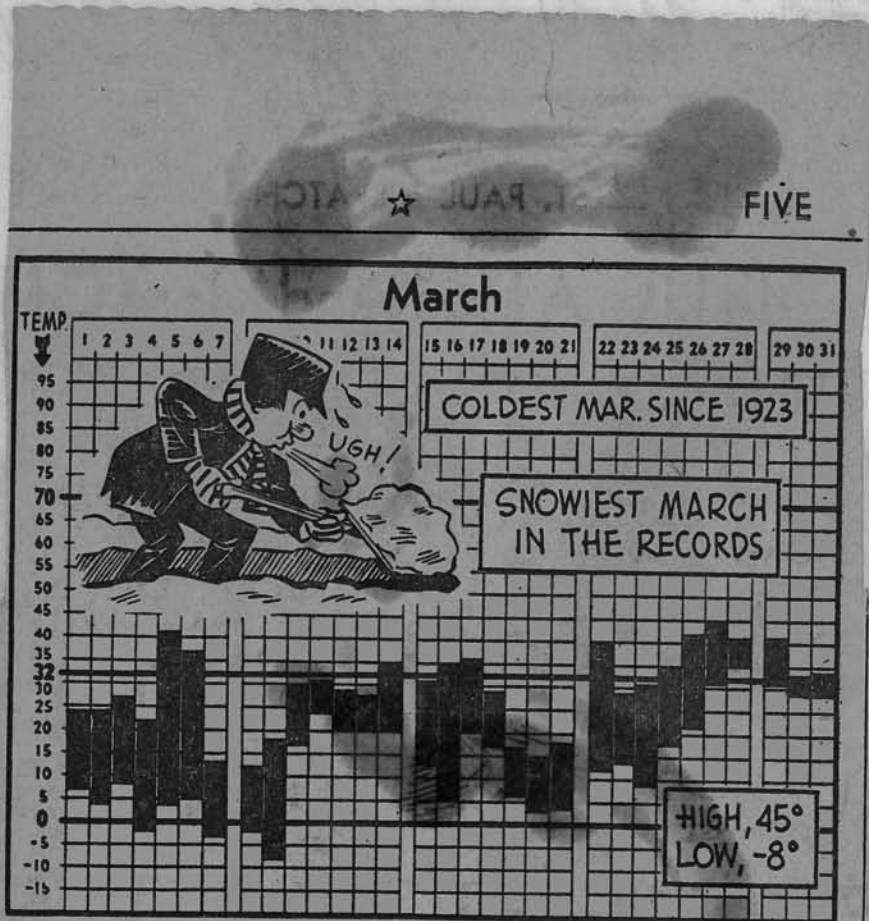 ☆ FIVE
March
TEMP.
1 2 3 4 5 6 7 11 12 13 14 15 16 17 18 19 20 21 22 23 24 25 26 27 28 29 30 31
95
90
85
80
75
70
65
60
55
50
45
40
35
32
30
25
20
15
10
5
0
-5
-10
-15
COLDEST MAR. SINCE 1923
UGH!
SNOWIEST MARCH
IN THE RECORDS
HIGH, 45°
LOW, -8°